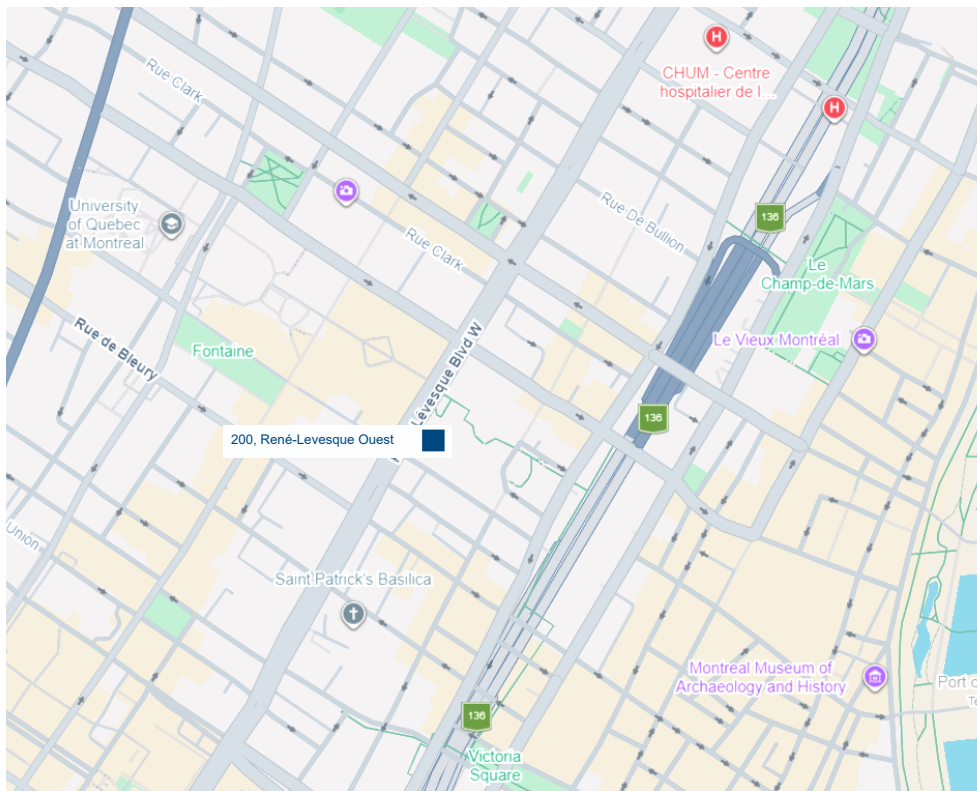 H
CHUM - Centre
hospitalier de l...
H
Rue Clark
University
of Quebec
at Montreal
Rue De Bullion
136
Rue Clark
Le
Champ-de-Mars
Le Vieux Montréal
Rue de Bleury
Fontaine
Lévesque Blvd W
136
200, René-Levesque Ouest
Union
Saint Patrick's Basilica
Montreal Museum of
Archaeology and History
Port
136
Victoria
Square